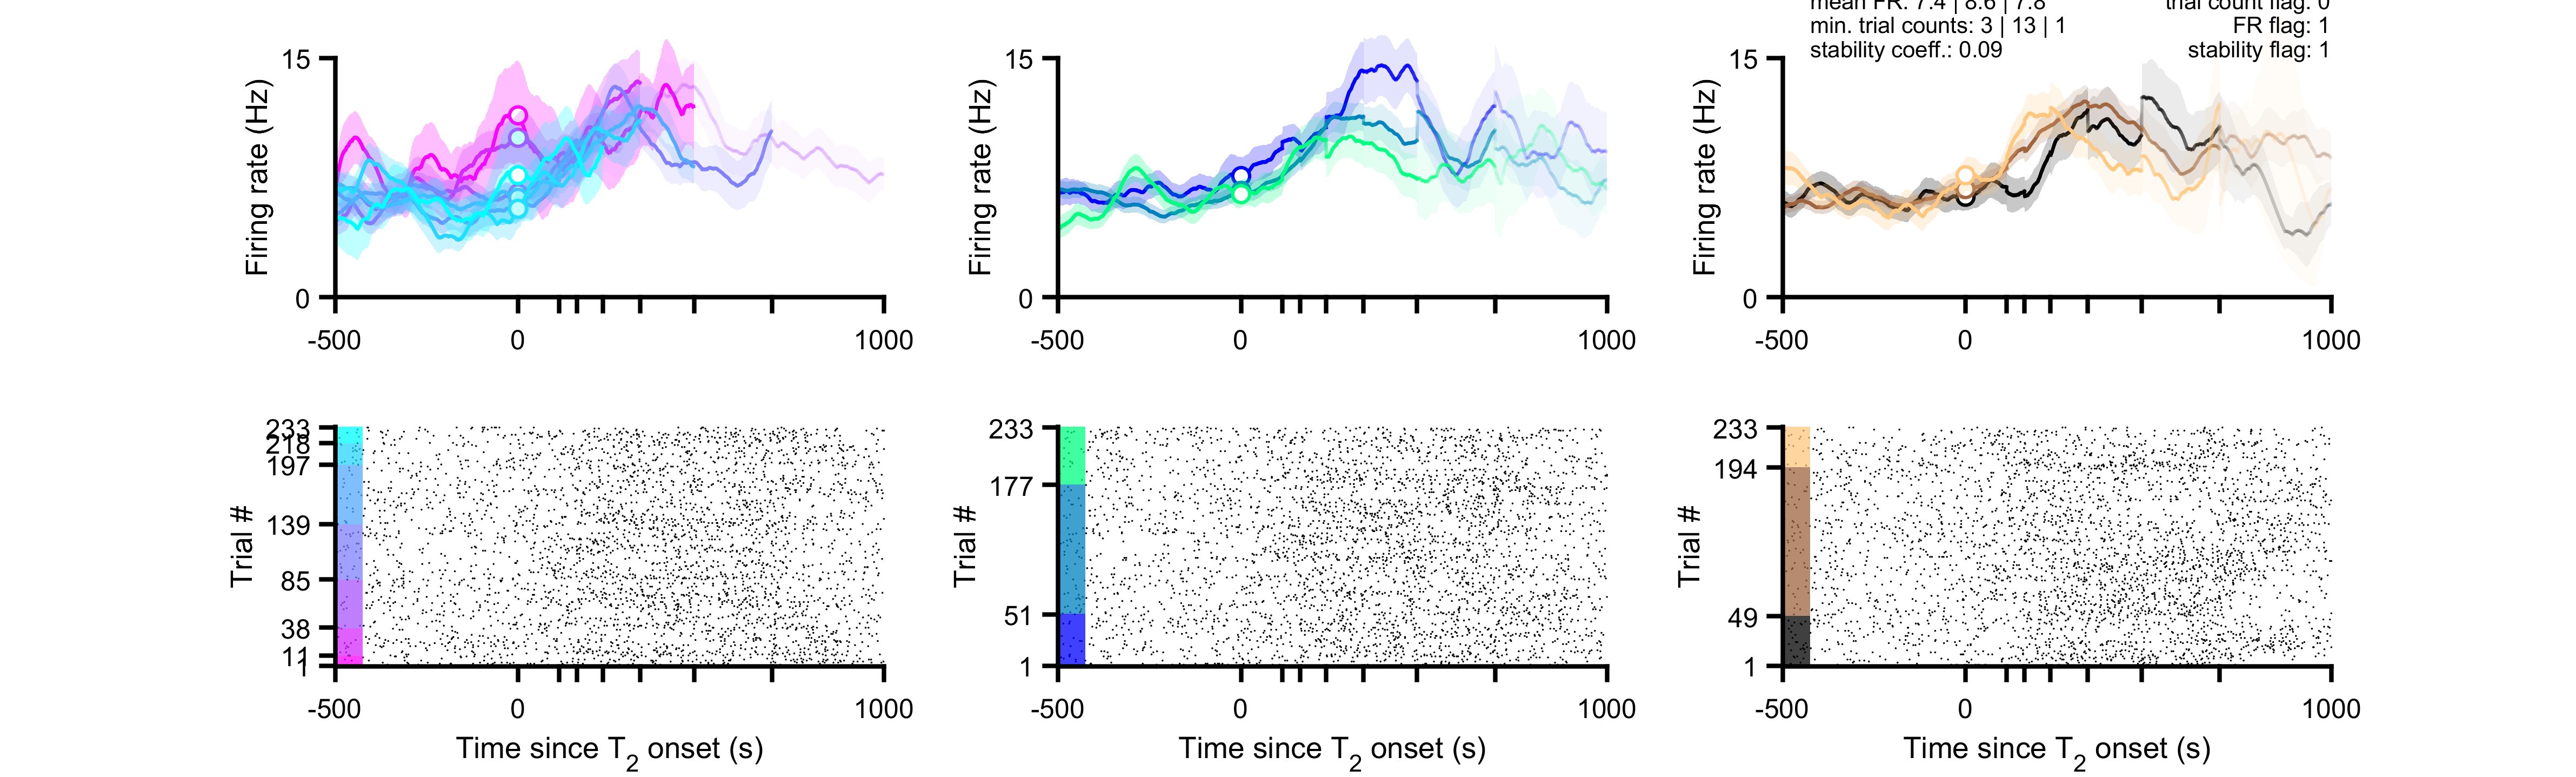 mean FR: 7.4 | 8.6 | 7.8
trial count flag: 0
min. trial counts: 3 | 13 | 1
FR flag: 1
stability coeff.: 0.09
stability flag: 1
15
0
Firing rate (Hz)
-500
0
1000
15
0
Firing rate (Hz)
-500
0
1000
15
0
Firing rate (Hz)
-500
0
1000
233
218
197
139
85
38
11
1
Trial #
-500
0
1000
Time since T2 onset (s)
233
177
51
1
Trial #
-500
0
1000
Time since T2 onset (s)
233
194
49
1
Trial #
-500
0
1000
Time since T2 onset (s)